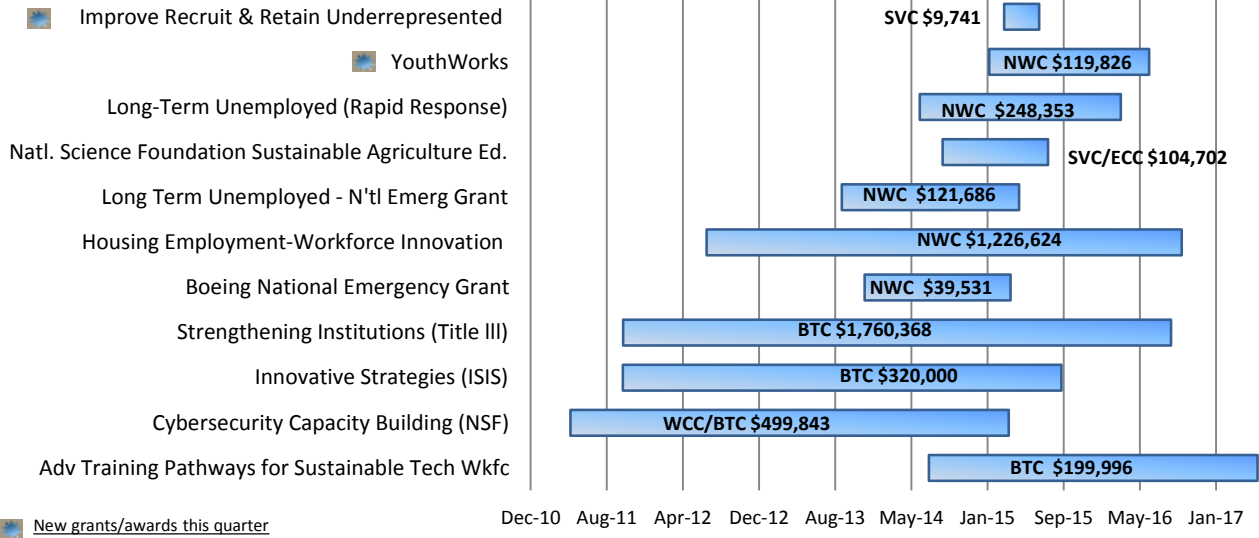 Improve Recruit & Retain Underrepresented
SVC $9,741
YouthWorks
NWC $119,826
Long-Term Unemployed (Rapid Response)
NWC $248,353
Natl. Science Foundation Sustainable Agriculture Ed.
SVC/ECC $104,702
Long Term Unemployed - N'tl Emerg Grant
NWC $121,686
Housing Employment-Workforce Innovation
NWC $1,226,624
Boeing National Emergency Grant
NWC $39,531
Strengthening Institutions (Title lll)
BTC $1,760,368
Innovative Strategies (ISIS)
BTC $320,000
Cybersecurity Capacity Building (NSF)
WCC/BTC $499,843
Adv Training Pathways for Sustainable Tech Wkfc
BTC $199,996
Dec-10 Aug-11 Apr-12 Dec-12 Aug-13 May-14 Jan-15 Sep-15 May-16 Jan-17
New grants/awards this quarter